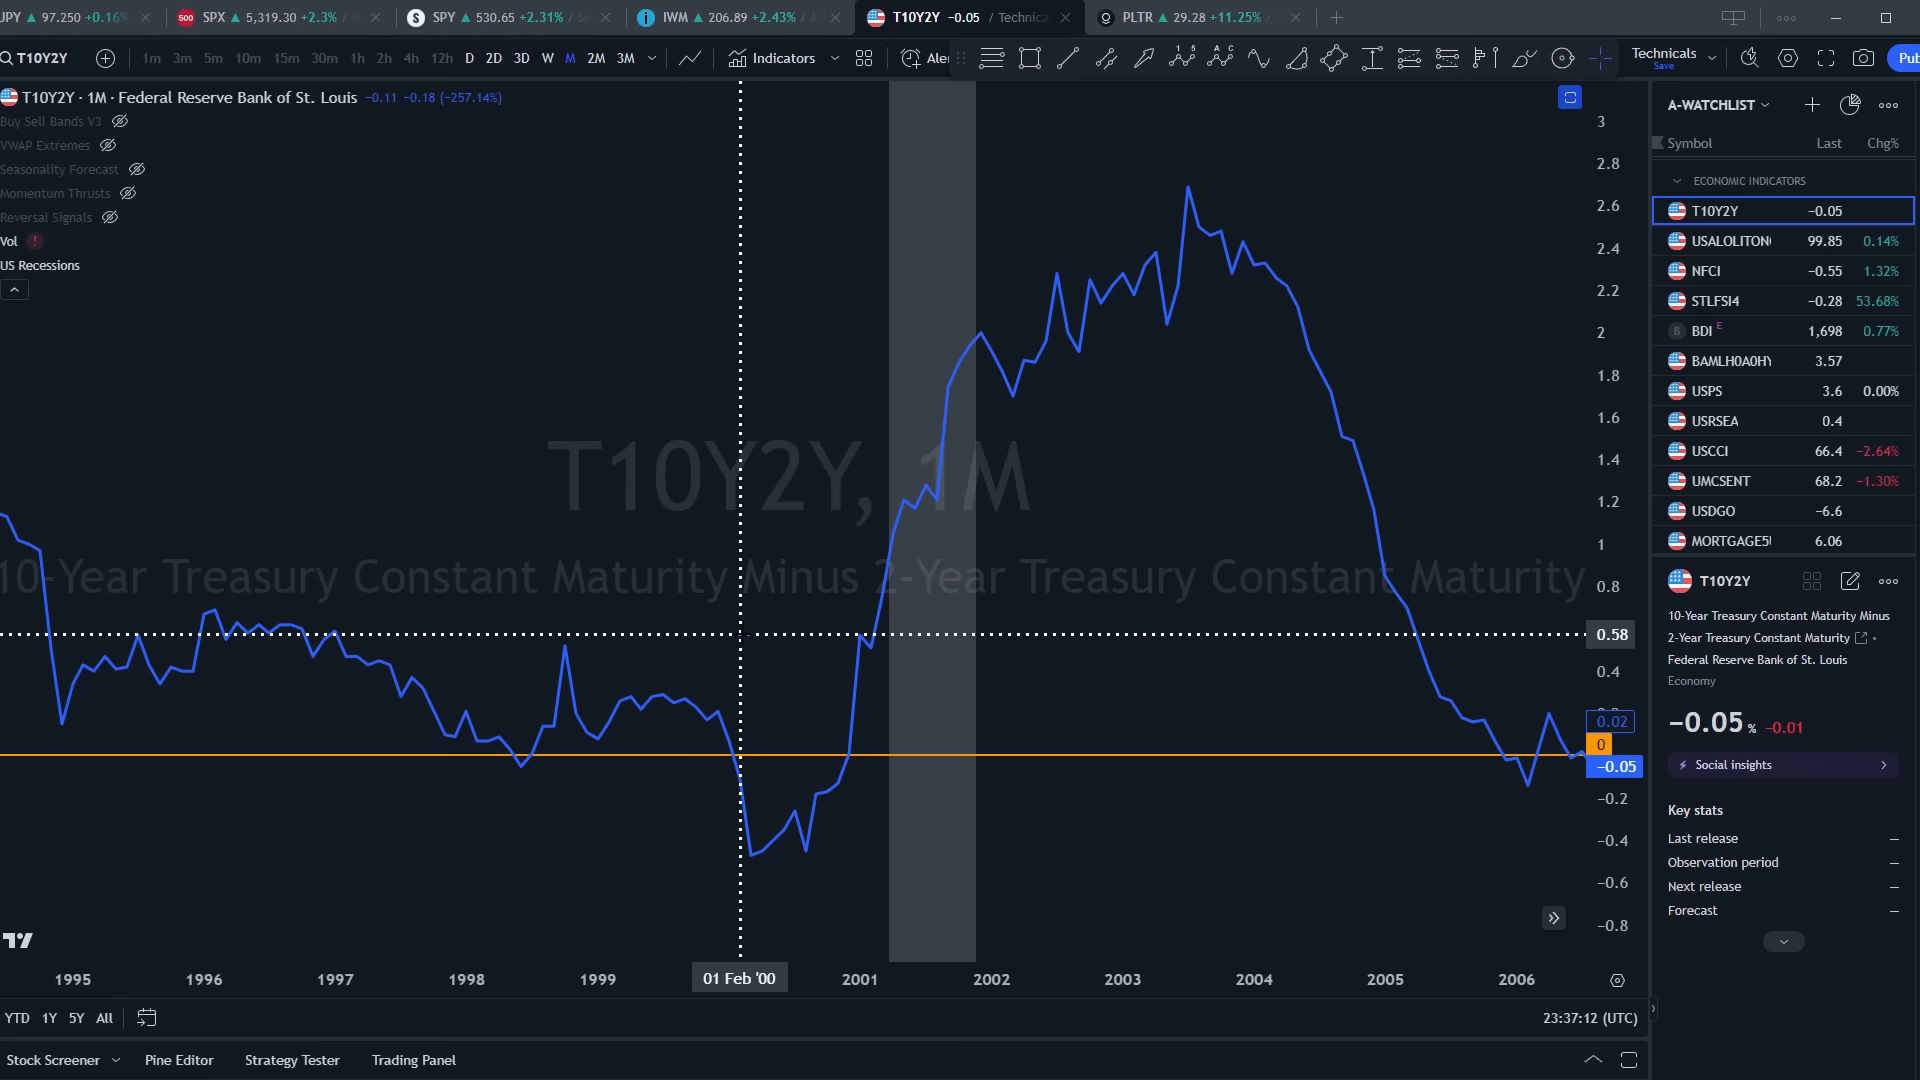 JPY 97.250 +0.16%
500 SPX 5,319.30 +2.3%
S SPY 530.65 +2.31%
i IWM 206.89 +2.43%
T10Y2Y −0.05 / Technica
PLTR 29.28 +11.25%
T10Y2Y 1m 3m 5m 10m 15m 30m 1h 2h 4h 12h D 2D 3D W M 2M 3M Indicators Aler Technicals Pub
Save
T10Y2Y · 1M · Federal Reserve Bank of St. Louis −0.11 −0.18 (−257.14%)
Buy Sell Bands V3
VWAP Extremes
Seasonality Forecast
Momentum Thrusts
Reversal Signals
Vol !
US Recessions
T10Y2Y, 1M
10-Year Treasury Constant Maturity Minus 2-Year Treasury Constant Maturity
3
2.8
2.6
2.4
2.2
2
1.8
1.6
1.4
1.2
1
0.8
0.58
0.4
0.02
0
−0.05
−0.2
−0.4
−0.6
−0.8
1995 1996 1997 1998 1999 01 Feb '00 2001 2002 2003 2004 2005 2006
YTD 1Y 5Y All 23:37:12 (UTC)
Stock Screener Pine Editor Strategy Tester Trading Panel
A-WATCHLIST
Symbol Last Chg%
ECONOMIC INDICATORS
T10Y2Y −0.05
USALOLITON 99.85 0.14%
NFCI −0.55 1.32%
STLFSI4 −0.28 53.68%
B BDI E 1,698 0.77%
BAMLH0A0HY 3.57
USPS 3.6 0.00%
USRSEA 0.4
USCCI 66.4 −2.64%
UMCSENT 68.2 −1.30%
USDGO −6.6
MORTGAGE5 6.06
T10Y2Y
10-Year Treasury Constant Maturity Minus
2-Year Treasury Constant Maturity
Federal Reserve Bank of St. Louis
Economy
−0.05 % −0.01
Social insights
Key stats
Last release —
Observation period —
Next release —
Forecast —